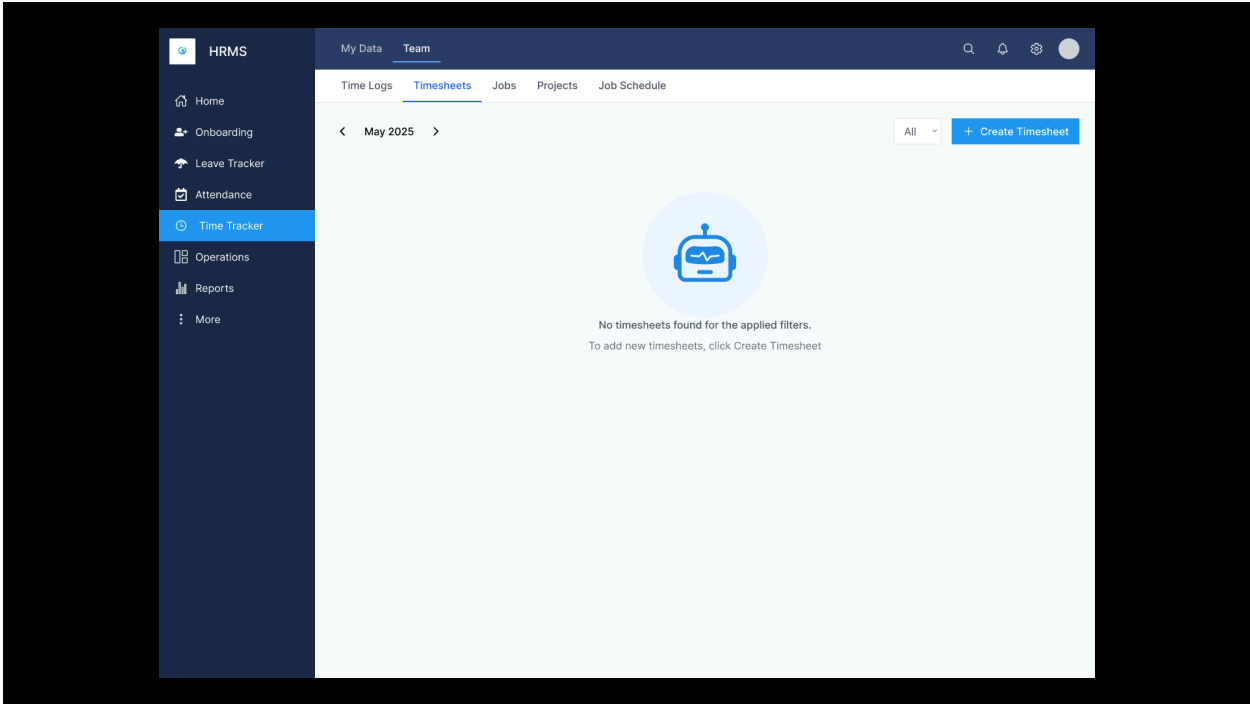 HRMS
My Data Team
Home
Onboarding
Leave Tracker
Attendance
Time Tracker
Operations
Reports
More
Time Logs Timesheets Jobs Projects Job Schedule
May 2025
All
+ Create Timesheet
No timesheets found for the applied filters.
To add new timesheets, click Create Timesheet